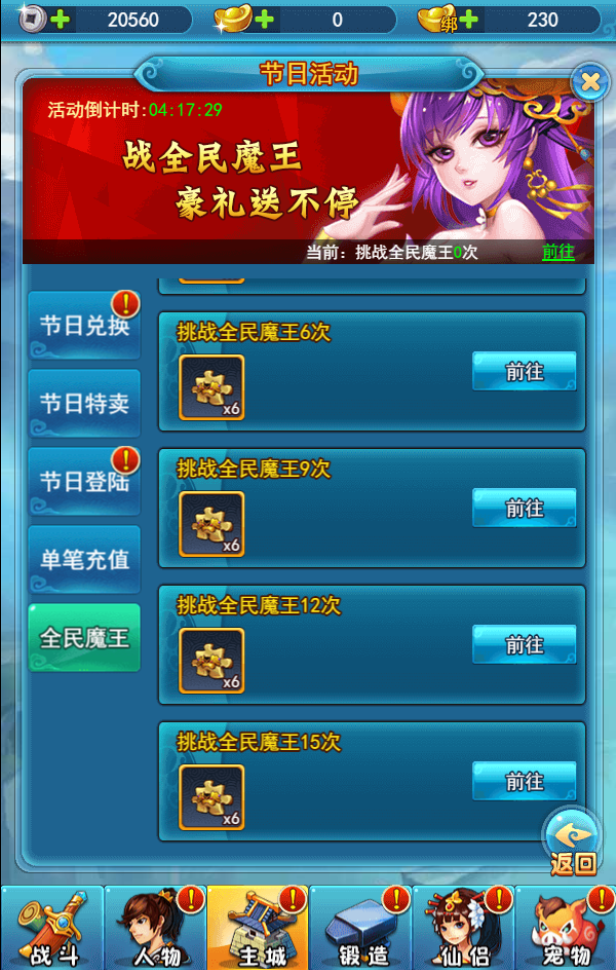 20560
0
绑
230
节日活动
活动倒计时:04:17:29
战全民魔王
豪礼送不停
当前：挑战全民魔王0次
前往
节日兑换
节日特卖
节日登陆
单笔充值
全民魔王
挑战全民魔王6次
x6
前往
挑战全民魔王9次
x6
前往
挑战全民魔王12次
x6
前往
挑战全民魔王15次
x6
前往
返回
战斗
人物
主城
锻造
仙侣
宠物